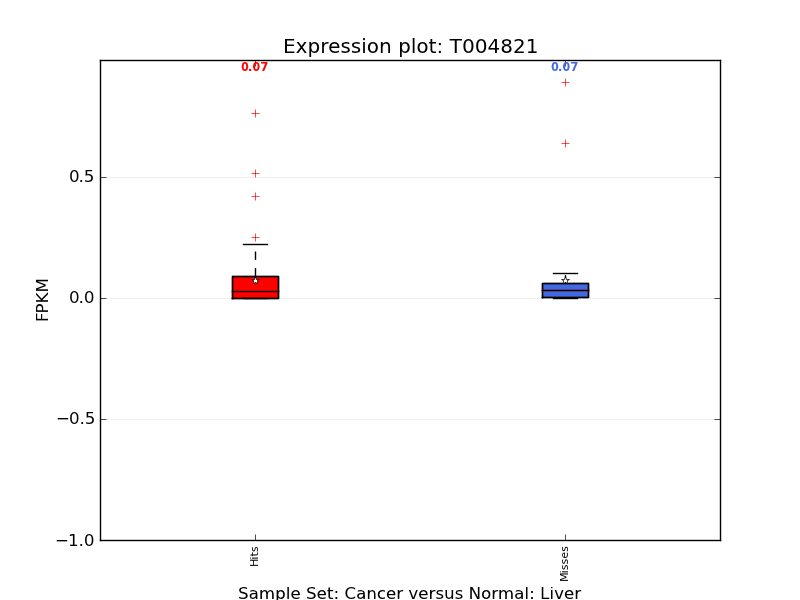 Expression plot: T004821
0.07
0.07
0.5
0.0
−0.5
−1.0
FPKM
Hits
Misses
Sample Set: Cancer versus Normal: Liver